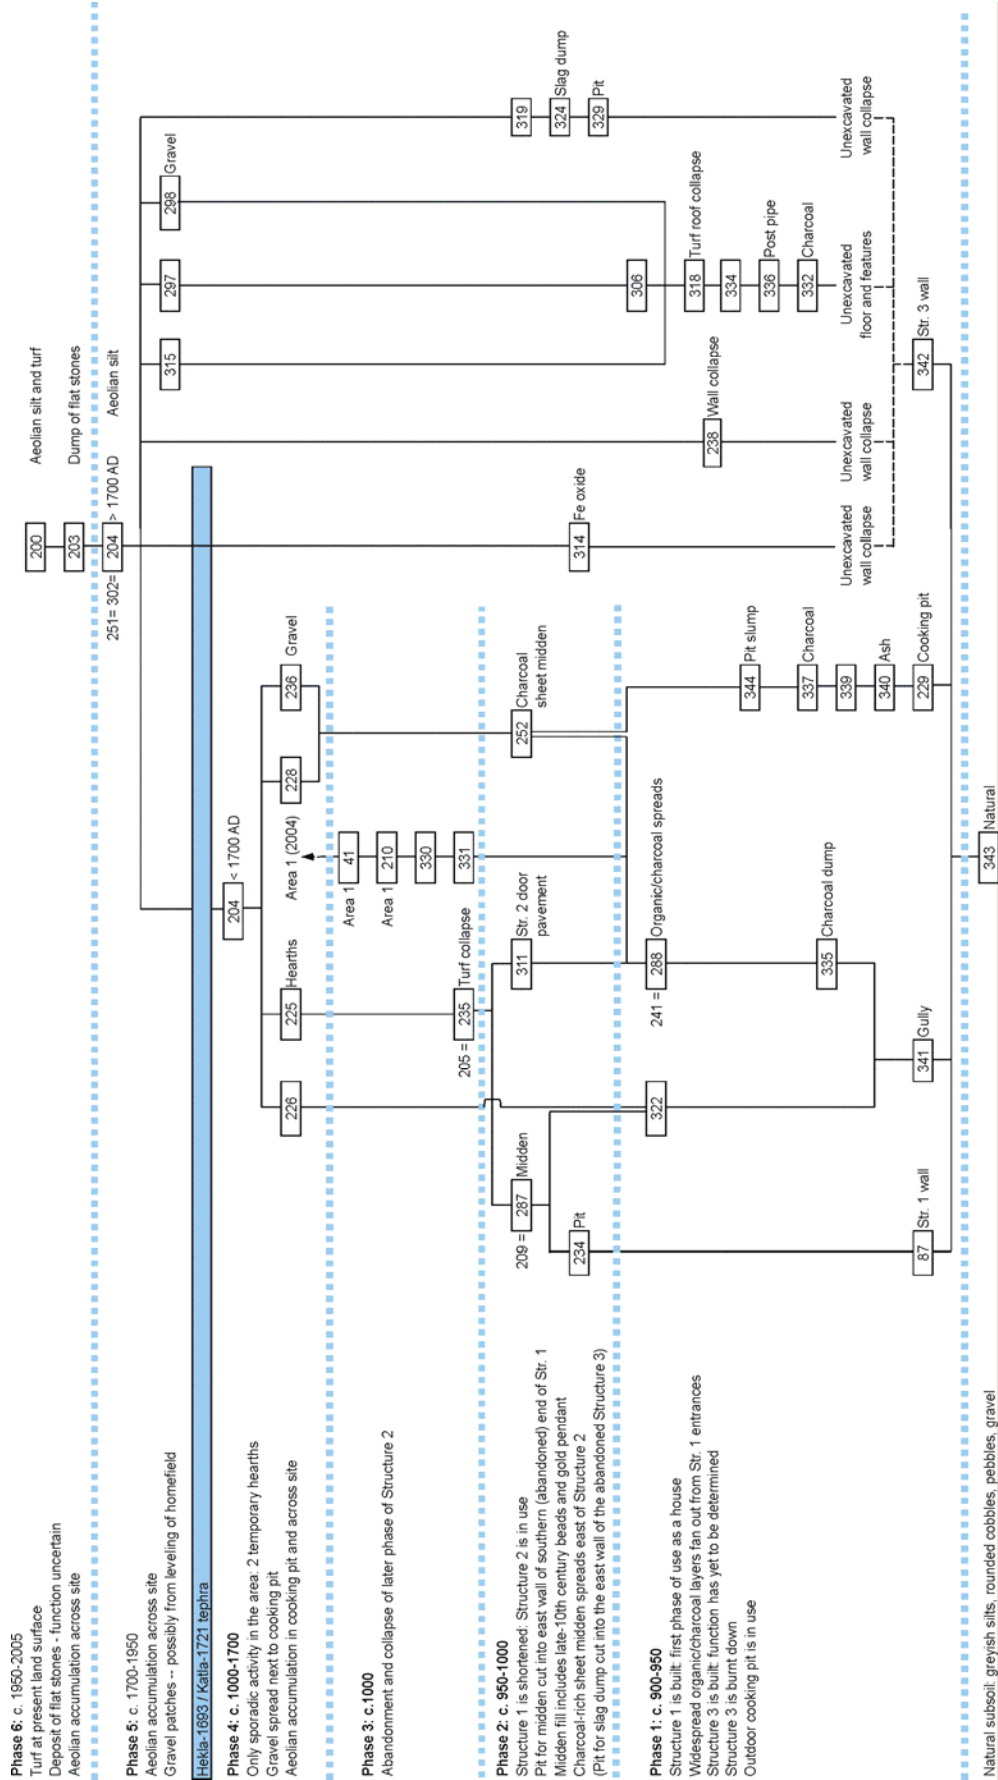 Phase 6: c. 1950-2005
Turf at present land surface
Deposit of flat stones - function uncertain
Aeolian accumulation across site
200
Aeolian silt and turf
203
Dump of flat stones
251= 302=
204
> 1700 AD
Aeolian silt
Phase 5: c. 1700-1950
Aeolian accumulation across site
Gravel patches -- possibly from leveling of homefield
315
297
298
Gravel
Hekla-1693 / Katla-1721 tephra
Phase 4: c. 1000-1700
Only sporadic activity in the area: 2 temporary hearths
Gravel spread next to cooking pit
Aeolian accumulation in cooking pit and across site
204
< 1700 AD
226
225
Hearths
Area 1 (2004)
228
236
Gravel
Phase 3: c.1000
Abandonment and collapse of later phase of Structure 2
Area 1
41
Area 1
210
330
331
205 =
235
Turf collapse
Phase 2: c. 950-1000
Structure 1 is shortened: Structure 2 is in use
Pit for midden cut into east wall of southern (abandoned) end of Str. 1
Midden fill includes late-10th century beads and gold pendant
Charcoal-rich sheet midden spreads east of Structure 2
(Pit for slag dump cut into the east wall of the abandoned Structure 3)
209 =
287
Midden
234
Pit
311
Str. 2 door
pavement
252
Charcoal
sheet midden
314
Fe oxide
319
324
Slag dump
329
Pit
Phase 1: c. 900-950
Structure 1 is built: first phase of use as a house
Widespread organic/charcoal layers fan out from Str. 1 entrances
Structure 3 is built: function has yet to be determined
Structure 3 is burnt down
Outdoor cooking pit is in use
306
322
241 =
288
Organic/charcoal spreads
318
Turf roof collapse
238
Wall collapse
334
344
Pit slump
336
Post pipe
337
Charcoal
332
Charcoal
335
Charcoal dump
339
340
Ash
Unexcavated
wall collapse
Unexcavated
wall collapse
Unexcavated
floor and features
Unexcavated
wall collapse
87
Str. 1 wall
341
Gully
229
Cooking pit
342
Str. 3 wall
Natural subsoil: greyish silts, rounded cobbles, pebbles, gravel
343
Natural